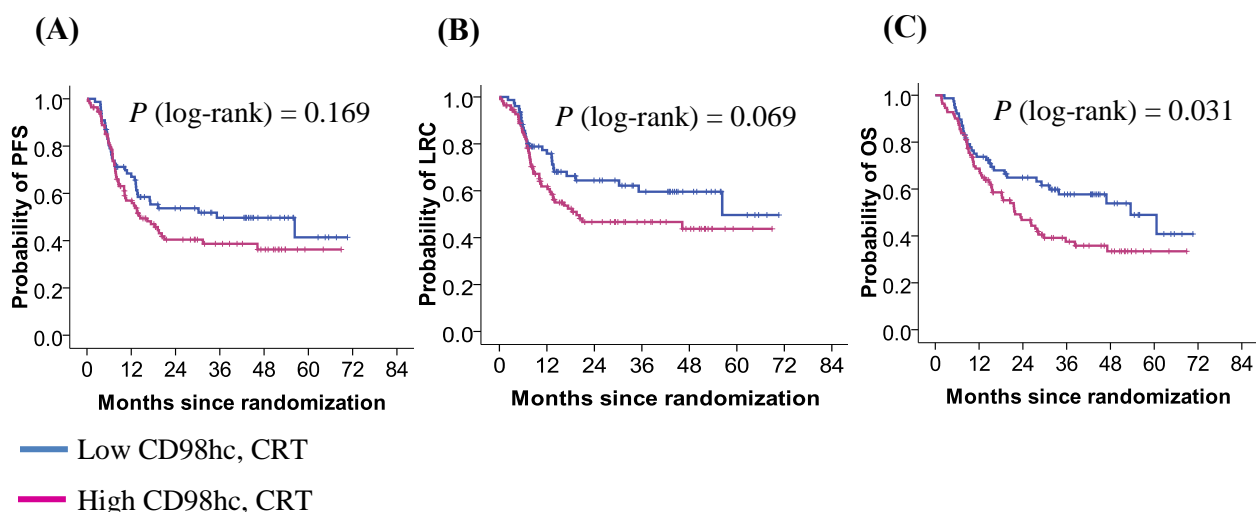 (A)
P (log-rank) = 0.169
Probability of PFS
1.0
0.8
0.6
0.4
0.2
0.0
0 12 24 36 48 60 72 84
Months since randomization
(B)
P (log-rank) = 0.069
Probability of LRC
1.0
0.8
0.6
0.4
0.2
0.0
0 12 24 36 48 60 72 84
Months since randomization
(C)
P (log-rank) = 0.031
Probability of OS
1.0
0.8
0.6
0.4
0.2
0.0
0 12 24 36 48 60 72 84
Months since randomization
Low CD98hc, CRT
High CD98hc, CRT